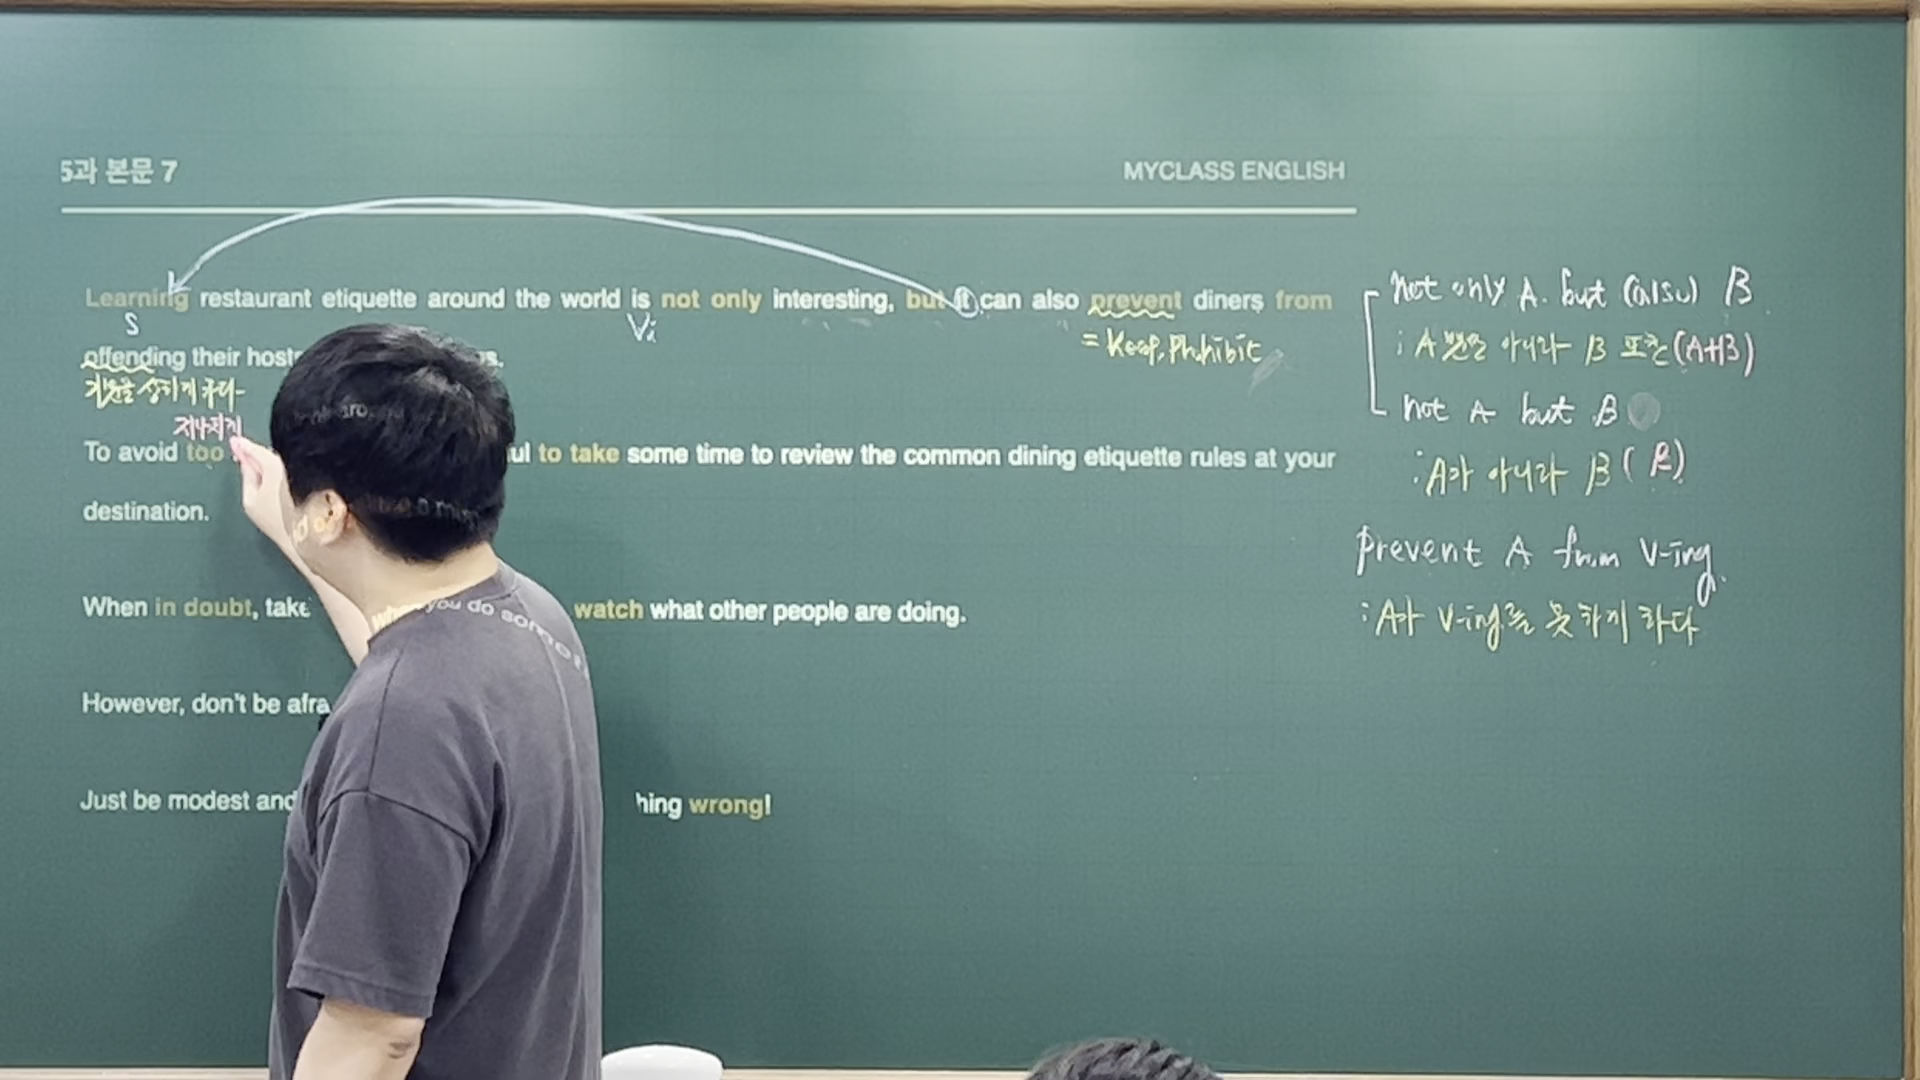 5과 본문 7
MYCLASS ENGLISH
Learning restaurant etiquette around the world is not only interesting, but it can also prevent diners from
S
Vi
= Keep, Prohibit
offending their hosts
기분을 상하게 하다
지나치게
To avoid too
ul to take some time to review the common dining etiquette rules at your
destination.
When in doubt, take
watch what other people are doing.
However, don't be afra
Just be modest and
hing wrong!
when you do someth
not only A. but (also) B
: A 뿐만 아니라 B 또한 (A+B)
not A but B
: A가 아니라 B (B)
prevent A from V-ing.
: A가 V-ing를 못하게 하다